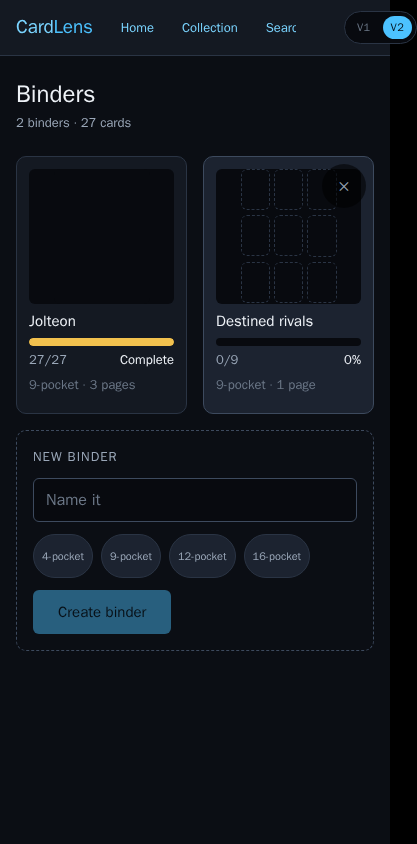 CardLens Home Collection Searc V1 V2
Binders
2 binders · 27 cards
Jolteon
27/27 Complete
9-pocket · 3 pages
Destined rivals
0/9 0%
9-pocket · 1 page
NEW BINDER
Name it
4-pocket 9-pocket 12-pocket 16-pocket
Create binder